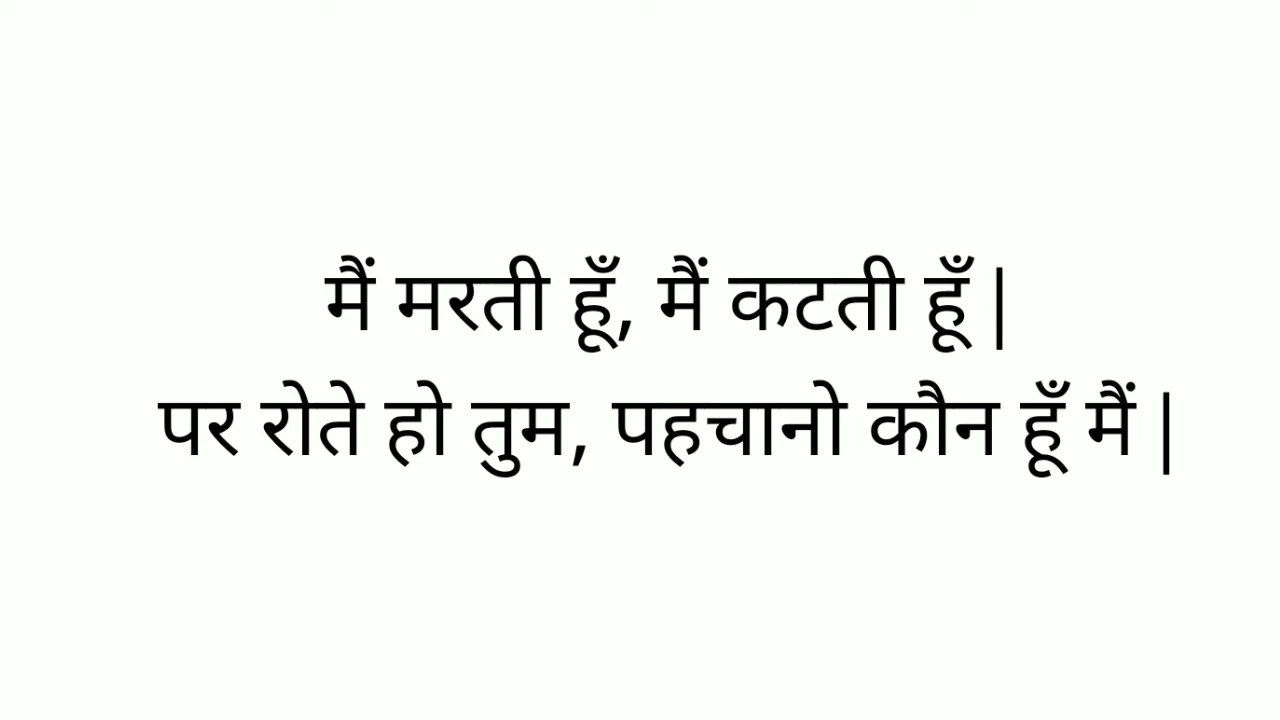 मैं मरती हूँ, मैं कटती हूँ |
पर रोते हो तुम, पहचानो कौन हूँ मैं |